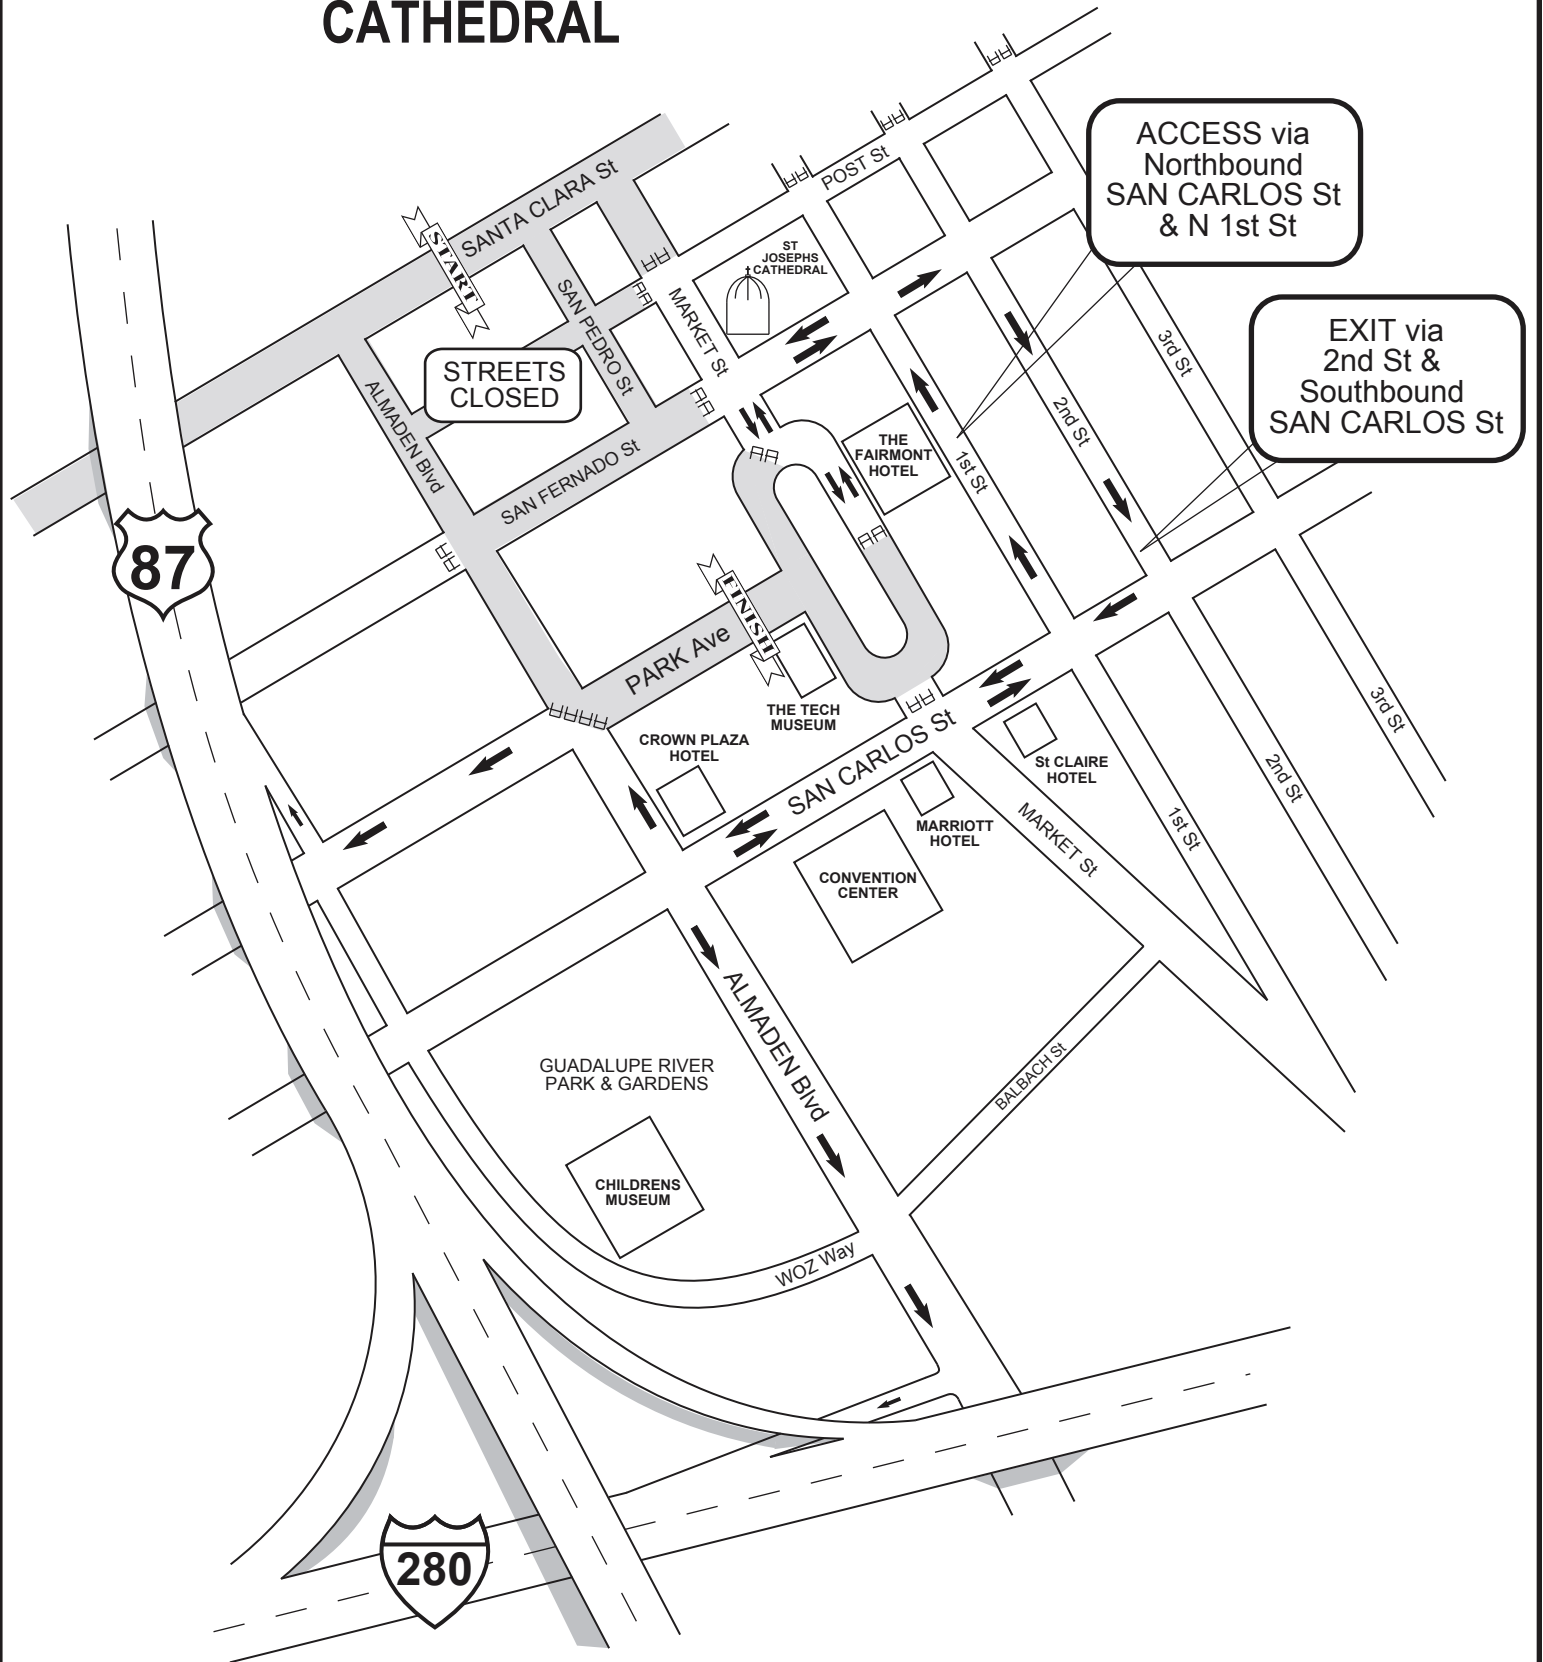 CATHEDRAL
ACCESS via
Northbound
SAN CARLOS St
& N 1st St
POST St
SANTA CLARA St
START
ST
JOSEPHS
CATHEDRAL
SAN PEDRO St
MARKET St
EXIT via
2nd St &
Southbound
SAN CARLOS St
3rd St
STREETS
CLOSED
ALMADEN Blvd
2nd St
THE
FAIRMONT
HOTEL
1st St
SAN FERNADO St
87
FINISH
PARK Ave
THE TECH
MUSEUM
CROWN PLAZA
HOTEL
SAN CARLOS St
St CLAIRE
HOTEL
3rd St
2nd St
1st St
MARKET St
MARRIOTT
HOTEL
CONVENTION
CENTER
ALMADEN Blvd
GUADALUPE RIVER
PARK & GARDENS
BALBACH St
CHILDRENS
MUSEUM
WOZ Way
280